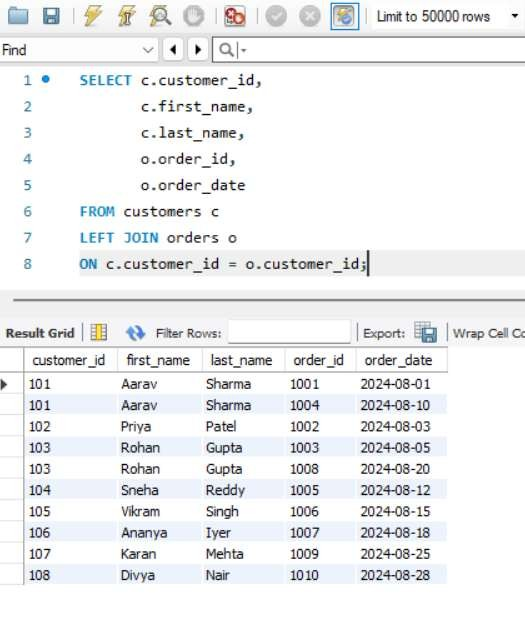 Limit to 50000 rows
Find
1 SELECT c.customer_id,
2 c.first_name,
3 c.last_name,
4 o.order_id,
5 o.order_date
6 FROM customers c
7 LEFT JOIN orders o
8 ON c.customer_id = o.customer_id;
Result Grid Filter Rows: Export: Wrap Cell Co
customer_id first_name last_name order_id order_date
101 Aarav Sharma 1001 2024-08-01
101 Aarav Sharma 1004 2024-08-10
102 Priya Patel 1002 2024-08-03
103 Rohan Gupta 1003 2024-08-05
103 Rohan Gupta 1008 2024-08-20
104 Sneha Reddy 1005 2024-08-12
105 Vikram Singh 1006 2024-08-15
106 Ananya Iyer 1007 2024-08-18
107 Karan Mehta 1009 2024-08-25
108 Divya Nair 1010 2024-08-28